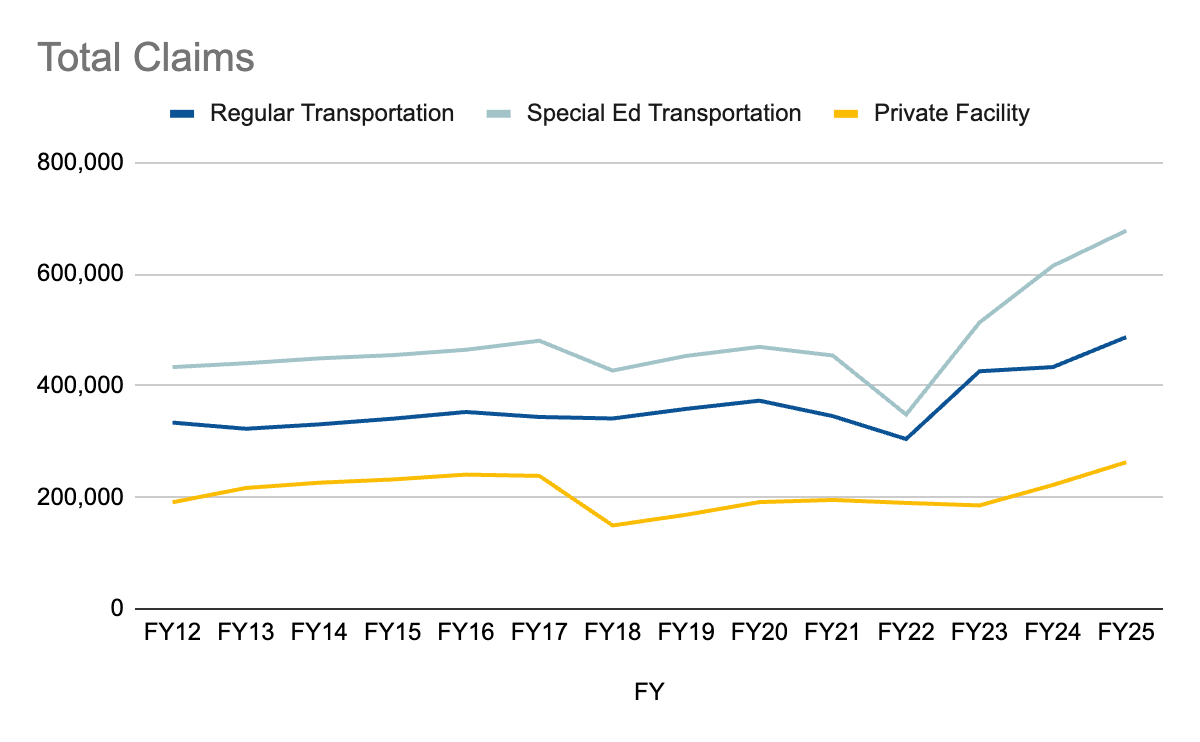 Total Claims
Regular Transportation Special Ed Transportation Private Facility
800,000
600,000
400,000
200,000
0
FY12 FY13 FY14 FY15 FY16 FY17 FY18 FY19 FY20 FY21 FY22 FY23 FY24 FY25
FY